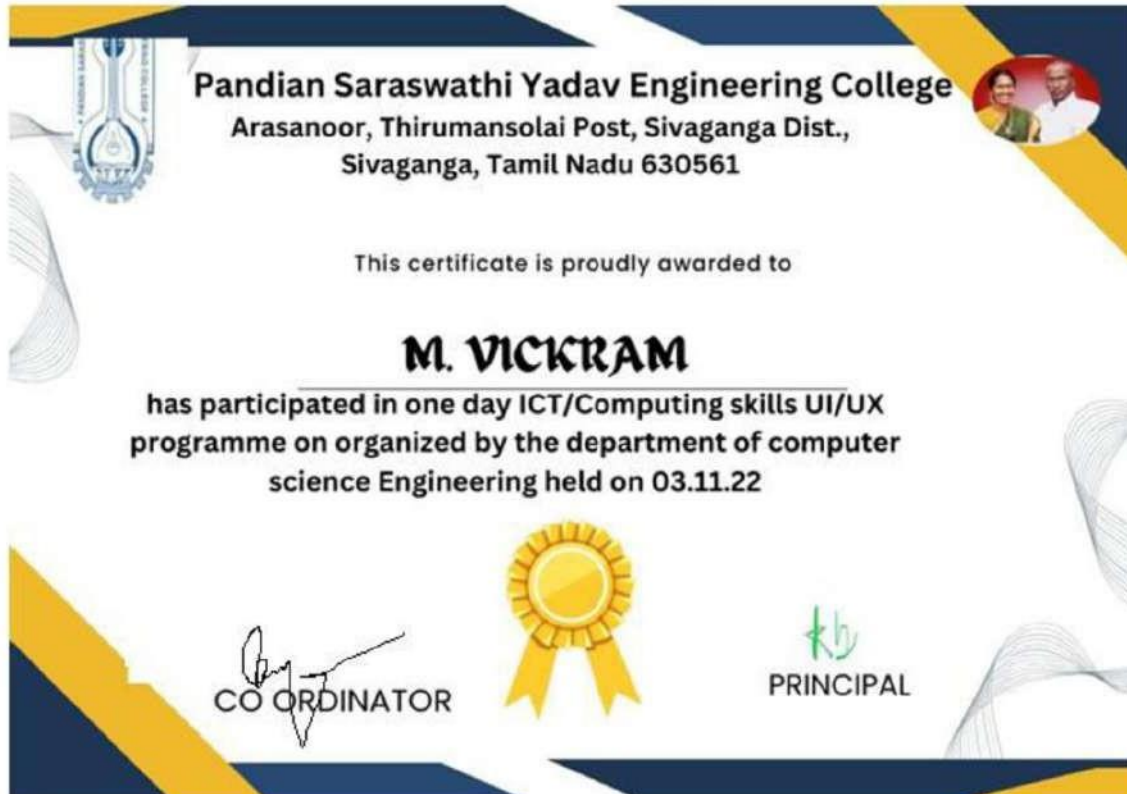 Pandian Saraswathi Yadav Engineering College
Arasanoor, Thirumansolai Post, Sivaganga Dist.,
Sivaganga, Tamil Nadu 630561
This certificate is proudly awarded to
M. VICKRAM
has participated in one day ICT/Computing skills UI/UX
programme on organized by the department of computer
science Engineering held on 03.11.22
CO ORDINATOR
PRINCIPAL